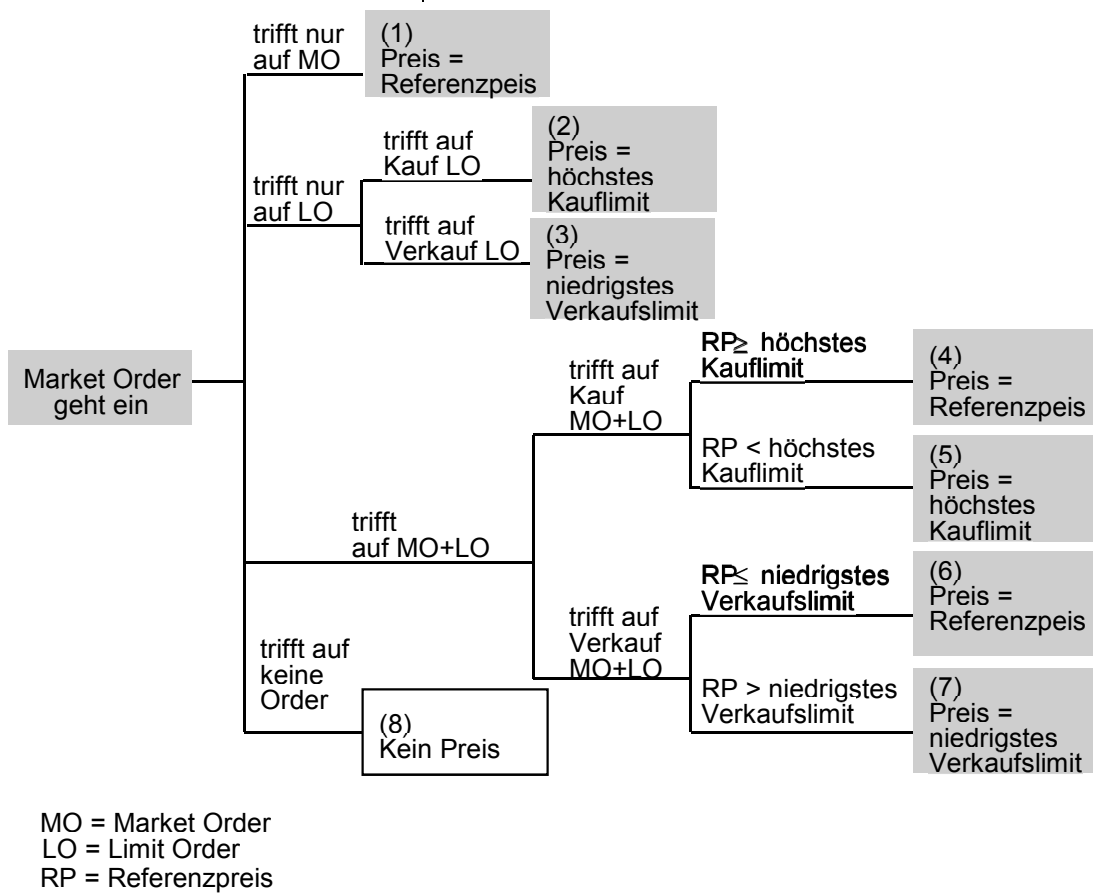 trifft nur
auf MO
(1)
Preis =
Referenzpeis
trifft nur
auf LO
trifft auf
Kauf LO
(2)
Preis =
höchstes
Kauflimit
trifft auf
Verkauf LO
(3)
Preis =
niedrigstes
Verkaufslimit
Market Order
geht ein
trifft
auf MO+LO
trifft auf
Kauf
MO+LO
RP≥ höchstes
Kauflimit
(4)
Preis =
Referenzpeis
RP < höchstes
Kauflimit
(5)
Preis =
höchstes
Kauflimit
trifft auf
Verkauf
MO+LO
RP≤ niedrigstes
Verkaufslimit
(6)
Preis =
Referenzpeis
RP > niedrigstes
Verkaufslimit
(7)
Preis =
niedrigstes
Verkaufslimit
trifft auf
keine
Order
(8)
Kein Preis
MO = Market Order
LO = Limit Order
RP = Referenzpreis